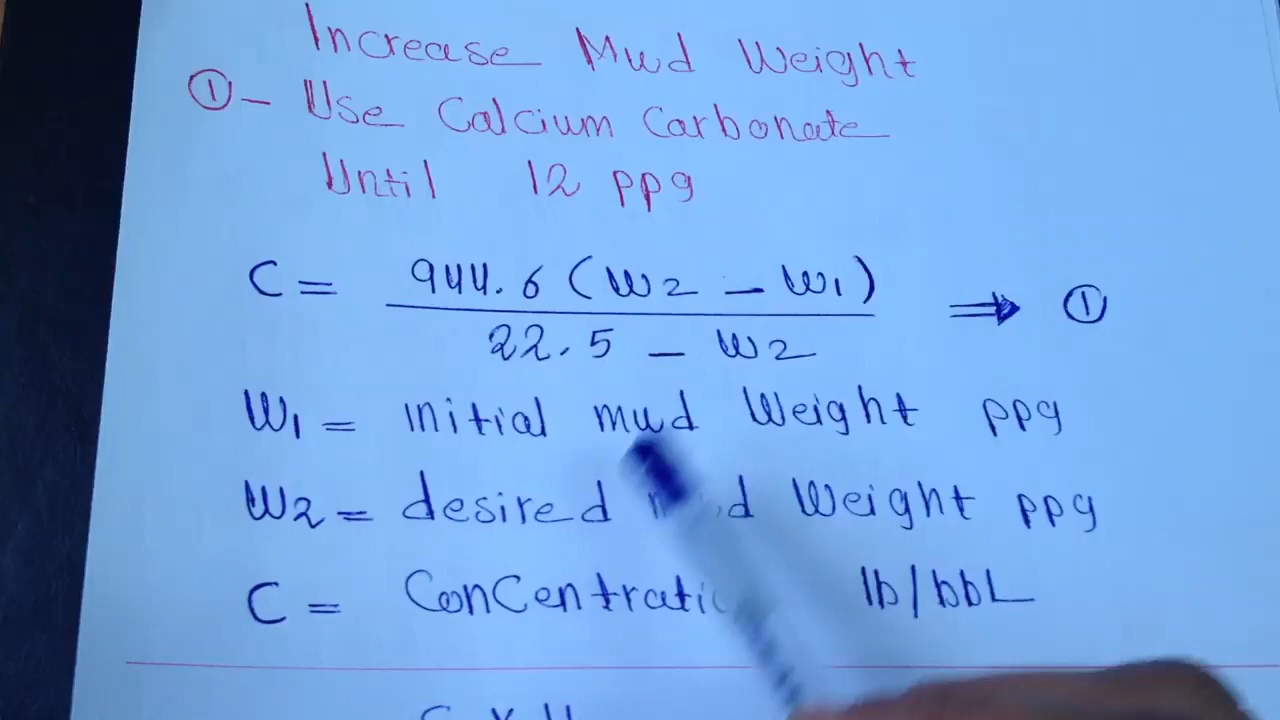 Increase Mud Weight
① - Use Calcium Carbonate
Until 12 ppg
C = 944.6 (W2 - W1) / 22.5 - W2 ⇒ ①
W1 = initial mud Weight ppg
W2 = desired Weight ppg
C = lb/bbL